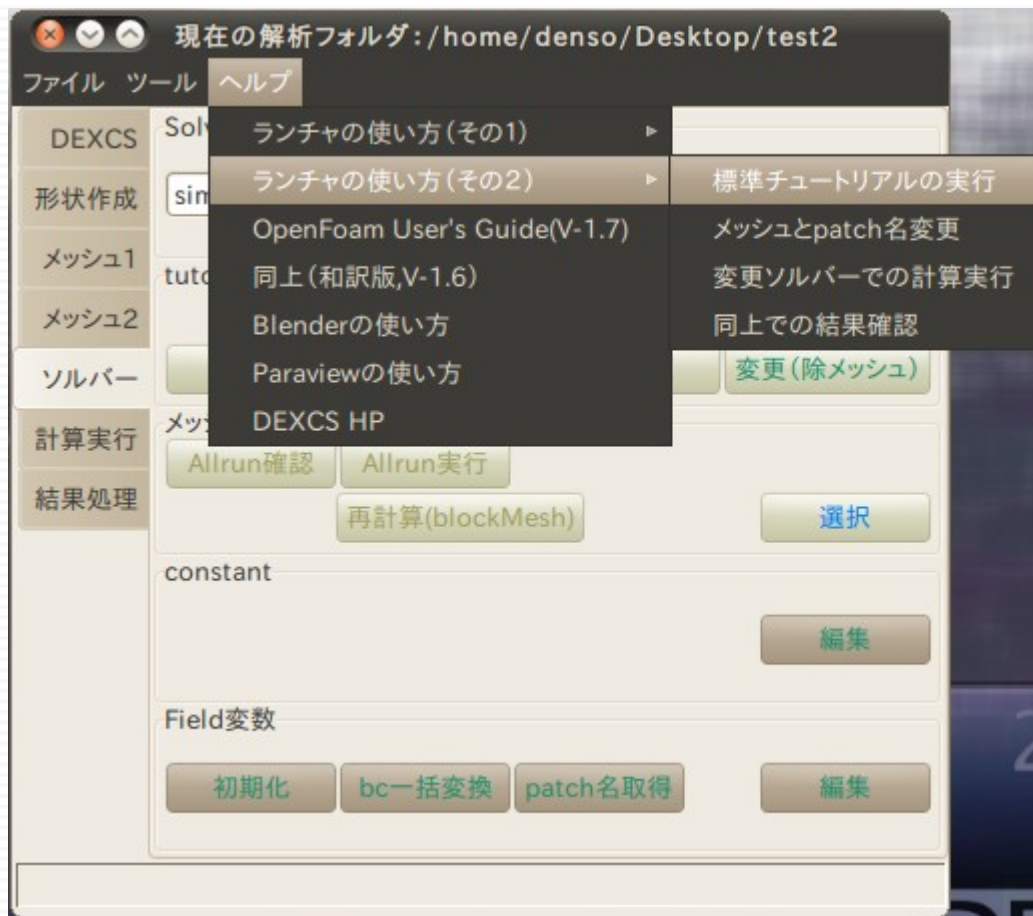 現在の解析フォルダ:/home/denso/Desktop/test2
ファイル ツール ヘルプ
DEXCS
形状作成
メッシュ1
メッシュ2
ソルバー
計算実行
結果処理
ランチャの使い方(その1)
ランチャの使い方(その2)
OpenFoam User's Guide(V-1.7)
同上(和訳版,V-1.6)
Blenderの使い方
Paraviewの使い方
DEXCS HP
標準チュートリアルの実行
メッシュとpatch名変更
変更ソルバーでの計算実行
同上での結果確認
変更(除メッシュ)
Allrun確認 Allrun実行
再計算(blockMesh) 選択
constant
編集
Field変数
初期化 bc一括変換 patch名取得 編集